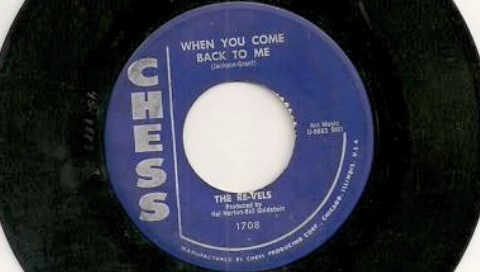 WHEN YOU COME
BACK TO ME
(Jackson-Grant)
CHESS
Arc Music
THE RE-VELS
Produced by
Hal Norton-Bill Goldstein
1708
MANUFACTURED BY CHESS PRODUCING CORP. CHICAGO, ILLINOIS, U.S.A.